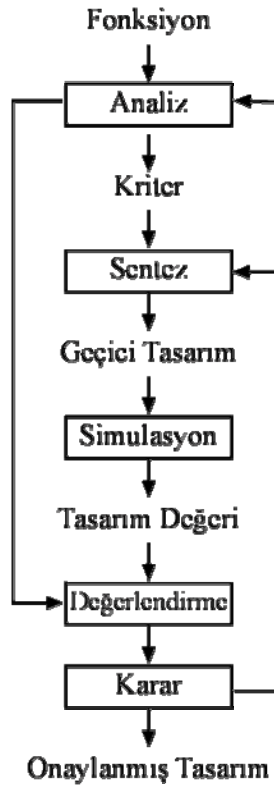 Fonksiyon
Analiz
Kriter
Sentez
Geçici Tasarım
Simulasyon
Tasarım Değeri
Değerlendirme
Karar
Onaylanmış Tasarım